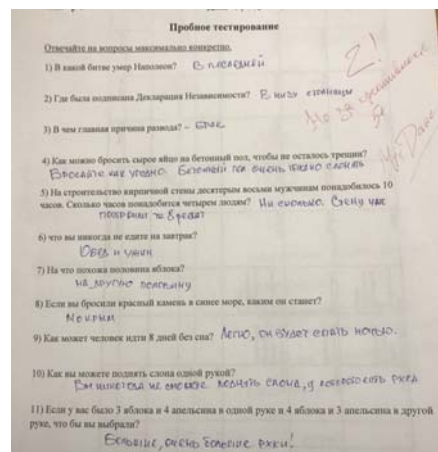 Пробное тестирование
Отвечайте на вопросы максимально конкретно.
1) В какой битве умер Наполеон? В последней
2) Где была подписана Декларация Независимости? В низу страницы
3) В чем главная причина развода? - БРАК
4) Как можно бросить сырое яйцо на бетонный пол, чтобы не осталось трещин?
Бросайте как угодно. Бетонный пол очень сложно сломать
5) На строительство кирпичной стены десятерым восьми мужчинам понадобилось 10
часов. Сколько часов понадобится четырем людям? Ни сколько. Стену уже
построили те
6) что вы никогда не едите на завтрак?
Обед и ужин
7) На что похожа половина яблока?
на другую половину
8) Если вы бросили красный камень в синее море, каким он станет?
Мокрым
9) Как может человек идти 8 дней без сна? Легко, он будет спать ночью.
10) Как вы можете поднять слона одной рукой?
Вы никогда не сможете поднять слона, у которого есть рука
11) Если у вас было 3 яблока и 4 апельсина в одной руке и 4 яблока и 3 апельсина в другой
руке, что бы вы выбрали?
Большие, очень большие руки!
2!
Но за
5!